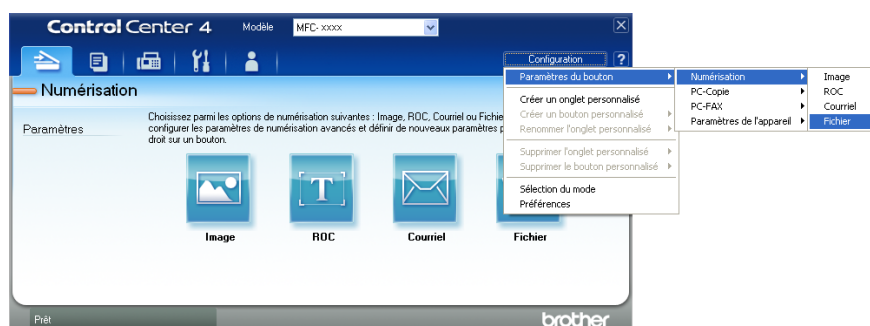 Control Center 4 Modèle MFC- xxxx
Configuration ?
Numérisation
Paramètres
Choisissez parmi les options de numérisation suivantes : Image, ROC, Courriel ou Fichie
configurer les paramètres de numérisation avancés et définir de nouveaux paramètres p
droit sur un bouton.
Image ROC Courriel Fichier
Paramètres du bouton
Créer un onglet personnalisé
Créer un bouton personnalisé
Renommer l'onglet personnalisé
Supprimer l'onglet personnalisé
Supprimer le bouton personnalisé
Sélection du mode
Préférences
Numérisation
PC-Copie
PC-FAX
Paramètres de l'appareil
Image
ROC
Courriel
Fichier
Prêt
brother